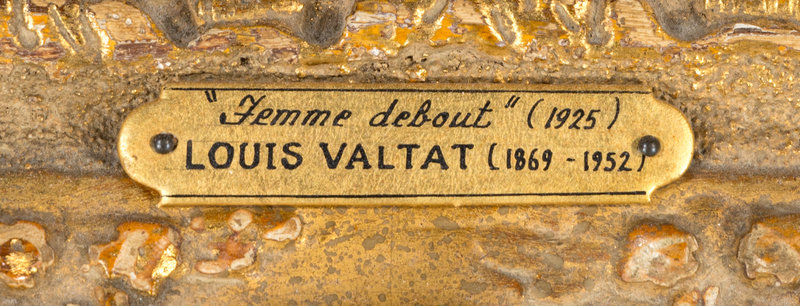 "Femme debout" (1925)
LOUIS VALTAT (1869 - 1952)